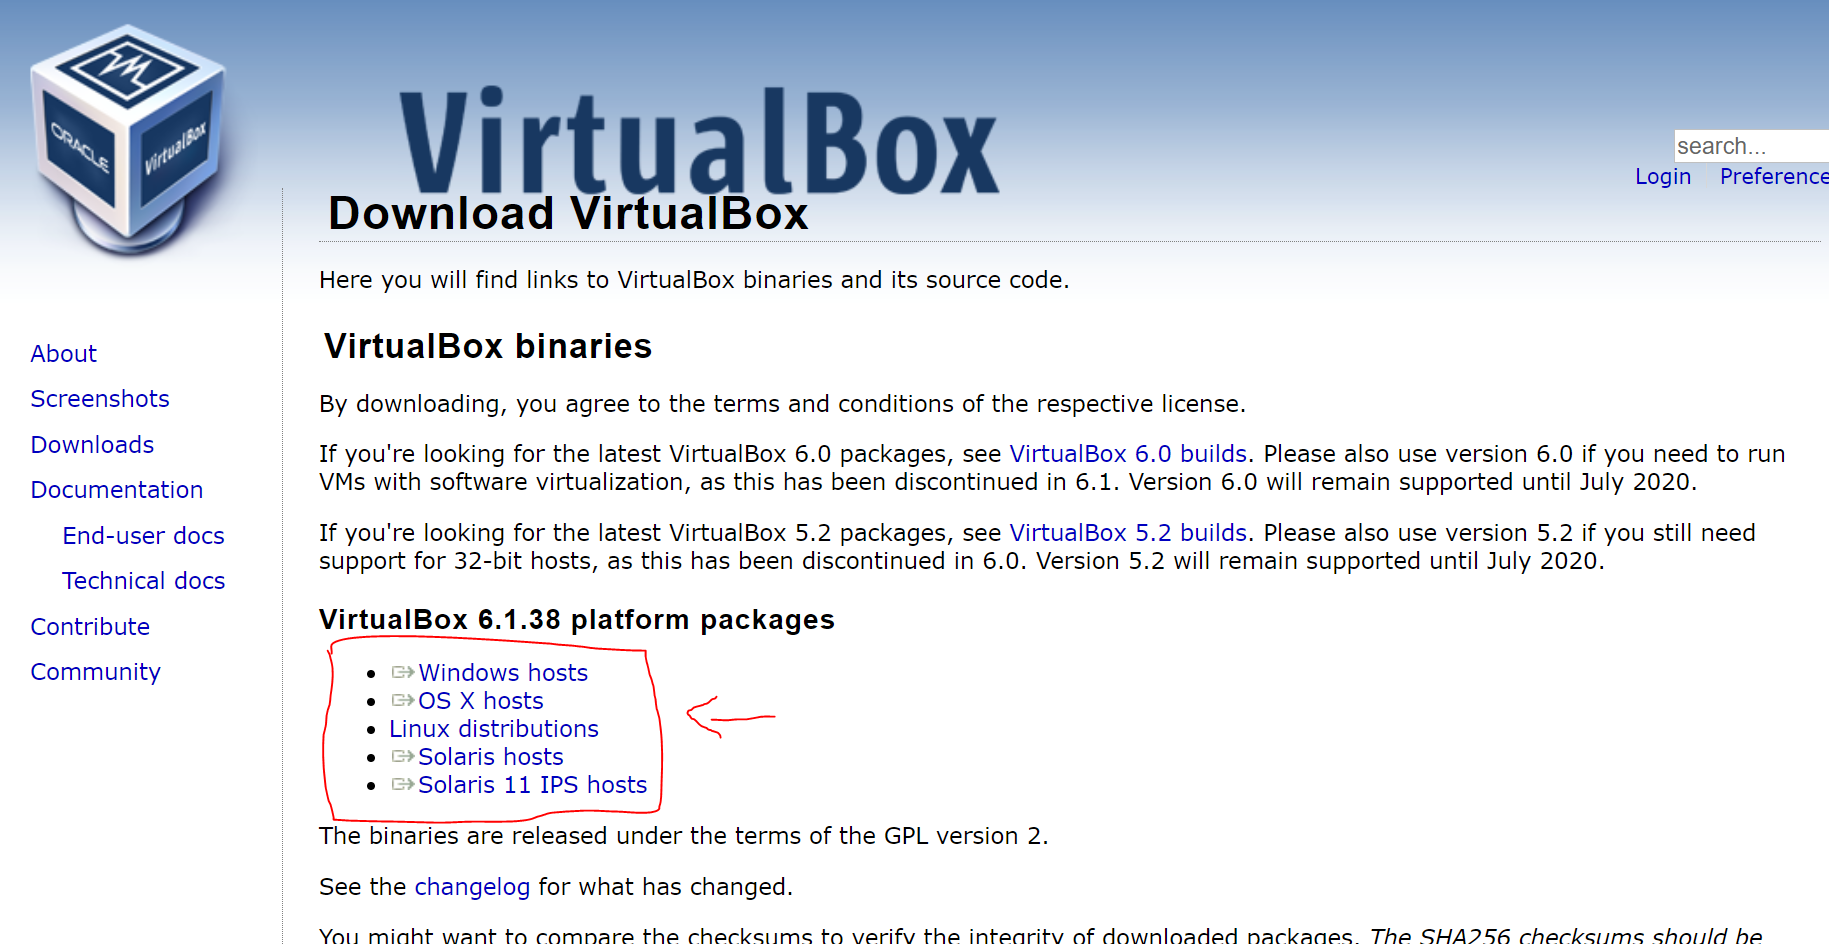 ORACLE
VirtualBox
VirtualBox
search...
Login Preference
Download VirtualBox
Here you will find links to VirtualBox binaries and its source code.
About
Screenshots
Downloads
Documentation
End-user docs
Technical docs
Contribute
Community
VirtualBox binaries
By downloading, you agree to the terms and conditions of the respective license.
If you're looking for the latest VirtualBox 6.0 packages, see VirtualBox 6.0 builds. Please also use version 6.0 if you need to run
VMs with software virtualization, as this has been discontinued in 6.1. Version 6.0 will remain supported until July 2020.
If you're looking for the latest VirtualBox 5.2 packages, see VirtualBox 5.2 builds. Please also use version 5.2 if you still need
support for 32-bit hosts, as this has been discontinued in 6.0. Version 5.2 will remain supported until July 2020.
VirtualBox 6.1.38 platform packages
• Windows hosts
• OS X hosts
• Linux distributions
• Solaris hosts
• Solaris 11 IPS hosts
The binaries are released under the terms of the GPL version 2.
See the changelog for what has changed.
You might want to compare the checksums to verify the integrity of downloaded packages. The SHA256 checksums should be